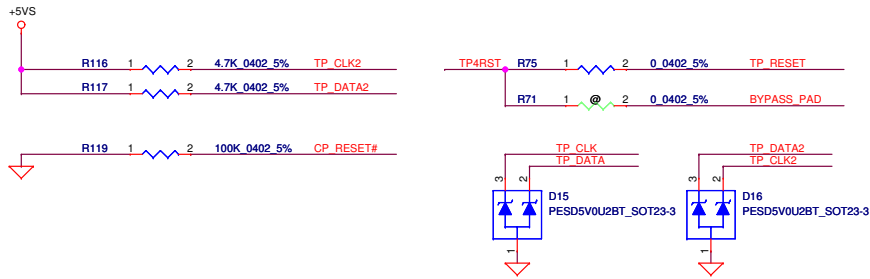 +5VS
R116 1 2 4.7K_0402_5% TP_CLK2
R117 1 2 4.7K_0402_5% TP_DATA2
R119 1 2 100K_0402_5% CP_RESET#
TP4RST R75 1 2 0_0402_5% TP_RESET
R71 1 @ 2 0_0402_5% BYPASS_PAD
TP_CLK
TP_DATA
3 2
D15
PESD5V0U2BT_SOT23-3
1
TP_DATA2
TP_CLK2
3 2
D16
PESD5V0U2BT_SOT23-3
1